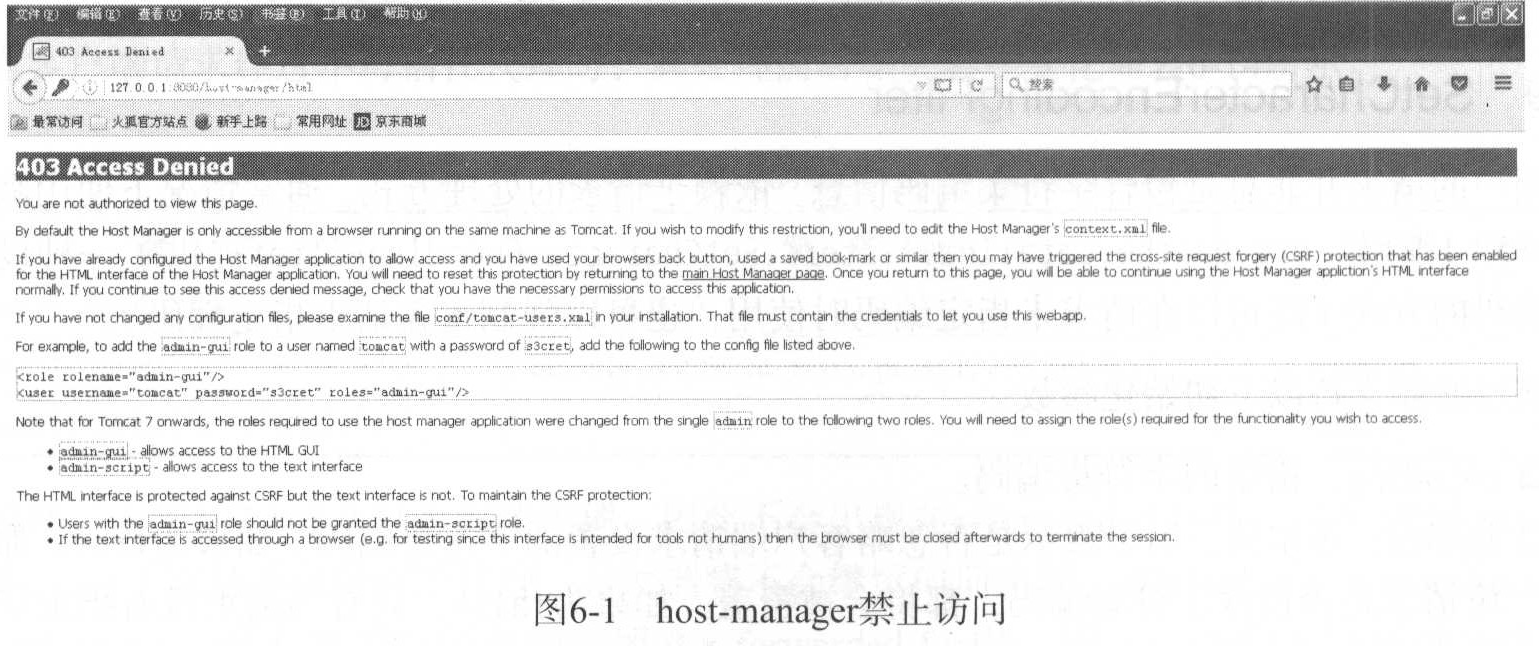 文件(F) 编辑(E) 查看(V) 历史(S) 书签(B) 工具(T) 帮助(H)
403 Access Denied × +
127.0.0.1:8080/host-manager/html 搜索
最常访问 火狐官方站点 新手上路 常用网址 JD 京东商城
403 Access Denied
You are not authorized to view this page.
By default the Host Manager is only accessible from a browser running on the same machine as Tomcat. If you wish to modify this restriction, you'll need to edit the Host Manager's context.xml file.
If you have already configured the Host Manager application to allow access and you have used your browsers back button, used a saved book-mark or similar then you may have triggered the cross-site request forgery (CSRF) protection that has been enabled
for the HTML interface of the Host Manager application. You will need to reset this protection by returning to the main Host Manager page. Once you return to this page, you will be able to continue using the Host Manager appliction's HTML interface
normally. If you continue to see this access denied message, check that you have the necessary permissions to access this application.
If you have not changed any configuration files, please examine the file conf/tomcat-users.xml in your installation. That file must contain the credentials to let you use this webapp.
For example, to add the admin-gui role to a user named tomcat with a password of s3cret, add the following to the config file listed above.
<role rolename="admin-gui"/>
<user username="tomcat" password="s3cret" roles="admin-gui"/>
Note that for Tomcat 7 onwards, the roles required to use the host manager application were changed from the single admin role to the following two roles. You will need to assign the role(s) required for the functionality you wish to access.
• admin-gui - allows access to the HTML GUI
• admin-script - allows access to the text interface
The HTML interface is protected against CSRF but the text interface is not. To maintain the CSRF protection:
• Users with the admin-gui role should not be granted the admin-script role.
• If the text interface is accessed through a browser (e.g. for testing since this interface is intended for tools not humans) then the browser must be closed afterwards to terminate the session.
图6-1 host-manager禁止访问